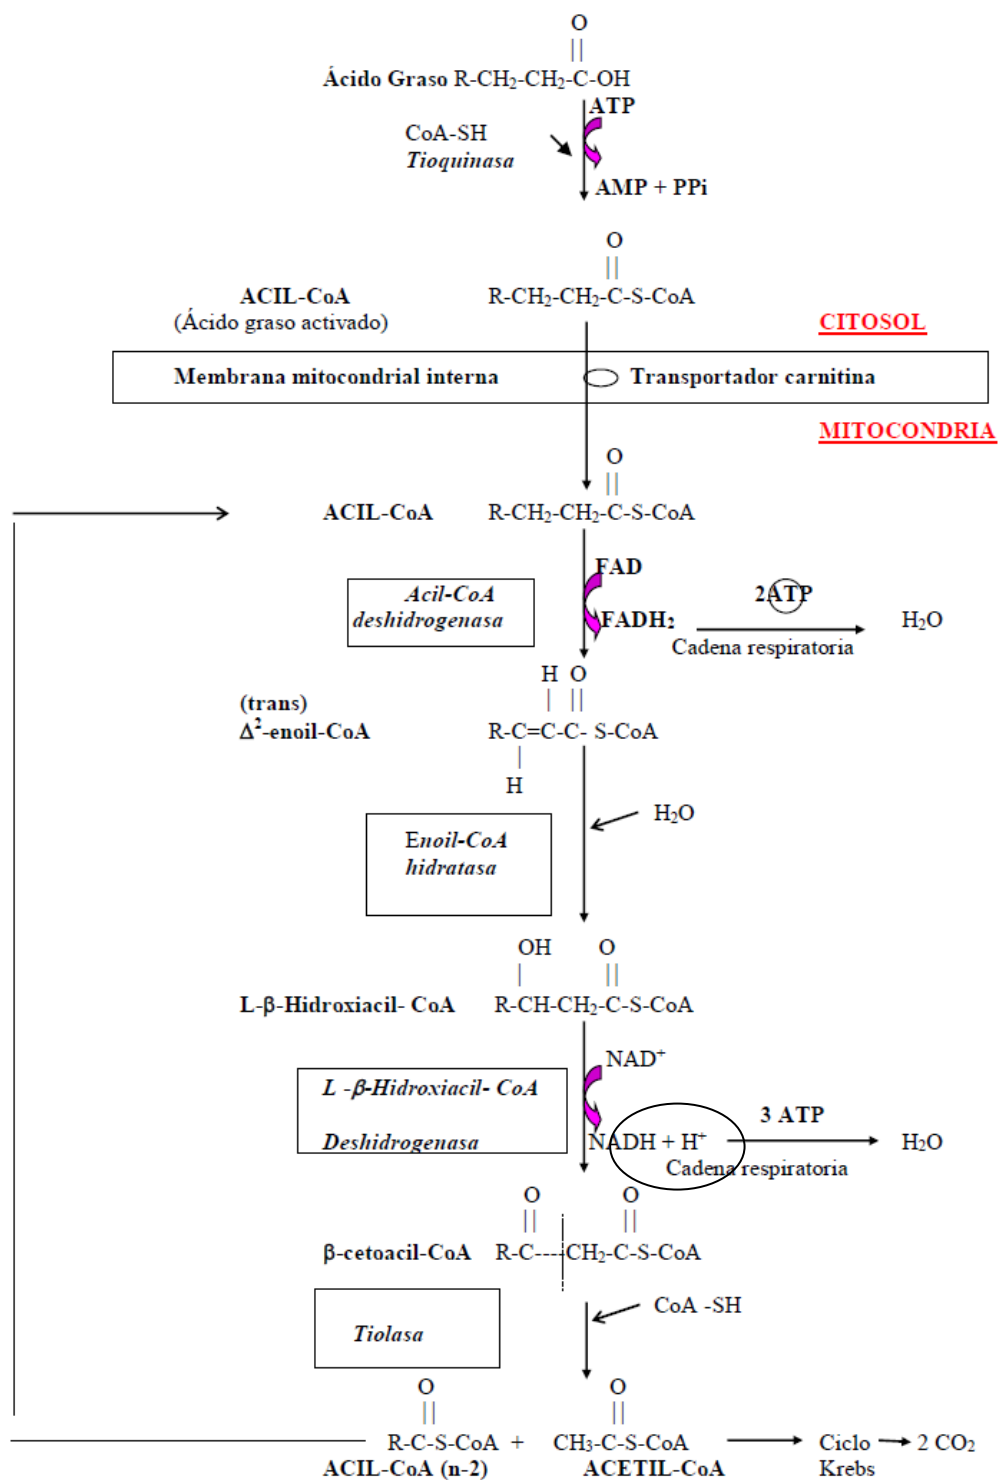 O
||
Ácido Graso R-CH₂-CH₂-C-OH
ATP
CoA-SH
Tioquinasa
AMP + PPi
O
||
ACIL-CoA R-CH₂-CH₂-C-S-CoA
(Ácido graso activado)
CITOSOL
Membrana mitocondrial interna Transportador carnitina
MITOCONDRIA
O
||
ACIL-CoA R-CH₂-CH₂-C-S-CoA
FAD
Acil-CoA 2ATP
deshidrogenasa FADH₂ H₂O
Cadena respiratoria
H O
(trans) | ||
Δ²-enoil-CoA R-C=C-C- S-CoA
|
H
H₂O
Enoil-CoA
hidratasa
OH O
| ||
L-β-Hidroxiacil- CoA R-CH-CH₂-C-S-CoA
NAD⁺
L -β-Hidroxiacil- CoA
3 ATP
Deshidrogenasa NADH + H⁺ H₂O
Cadena respiratoria
O O
|| ||
β-cetoacil-CoA R-C----CH₂-C-S-CoA
CoA -SH
Tiolasa
O O
|| ||
R-C-S-CoA + CH₃-C-S-CoA Ciclo 2 CO₂
ACIL-CoA (n-2) ACETIL-CoA Krebs